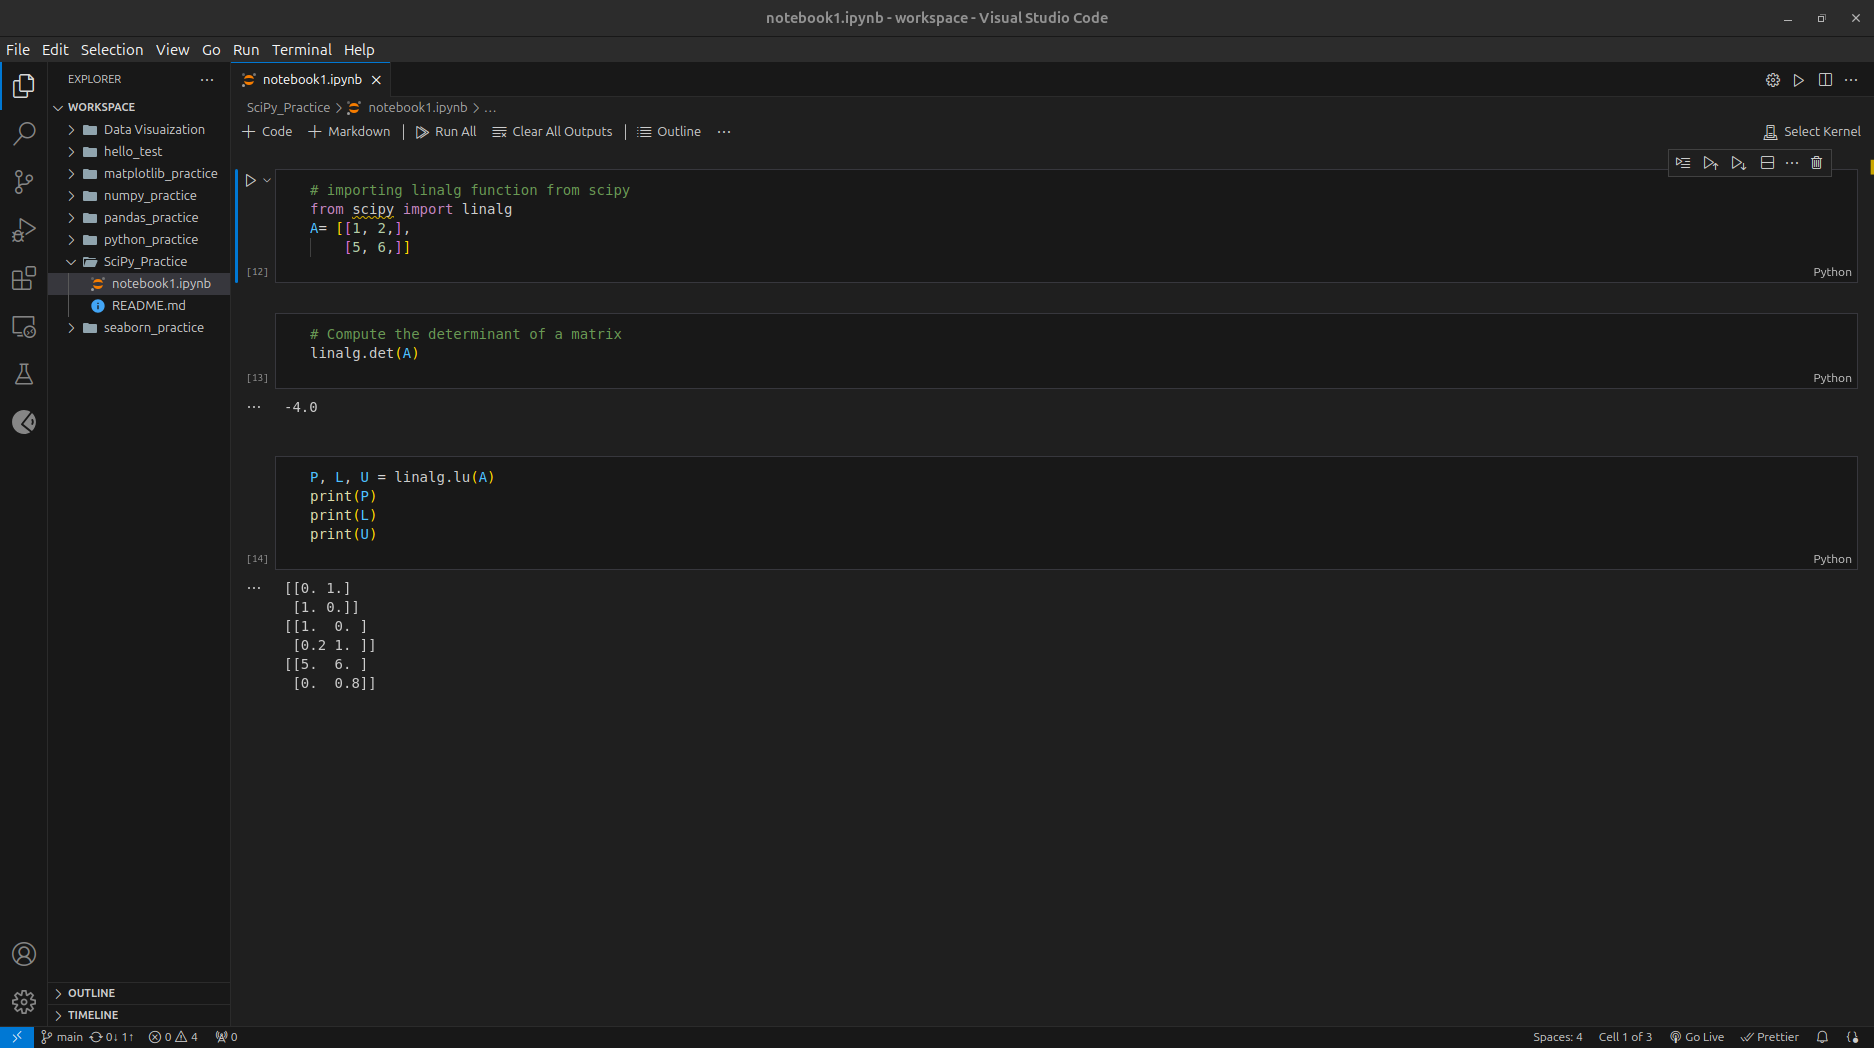 notebook1.ipynb - workspace - Visual Studio Code
File Edit Selection View Go Run Terminal Help
EXPLORER
WORKSPACE
Data Visuaization
hello_test
matplotlib_practice
numpy_practice
pandas_practice
python_practice
SciPy_Practice
notebook1.ipynb
README.md
seaborn_practice
OUTLINE
TIMELINE
notebook1.ipynb
SciPy_Practice > notebook1.ipynb > ...
+ Code + Markdown | Run All Clear All Outputs | Outline ...
Select Kernel
# importing linalg function from scipy
from scipy import linalg
A= [[1, 2,],
[5, 6,]]
[12]
Python
# Compute the determinant of a matrix
linalg.det(A)
[13]
Python
-4.0
P, L, U = linalg.lu(A)
print(P)
print(L)
print(U)
[14]
Python
[[0. 1.]
[1. 0.]]
[[1.  0. ]
[0.2 1. ]]
[[5.  6. ]
[0.  0.8]]
main 0↓ 1↑ 0 4 0
Spaces: 4 Cell 1 of 3 Go Live Prettier